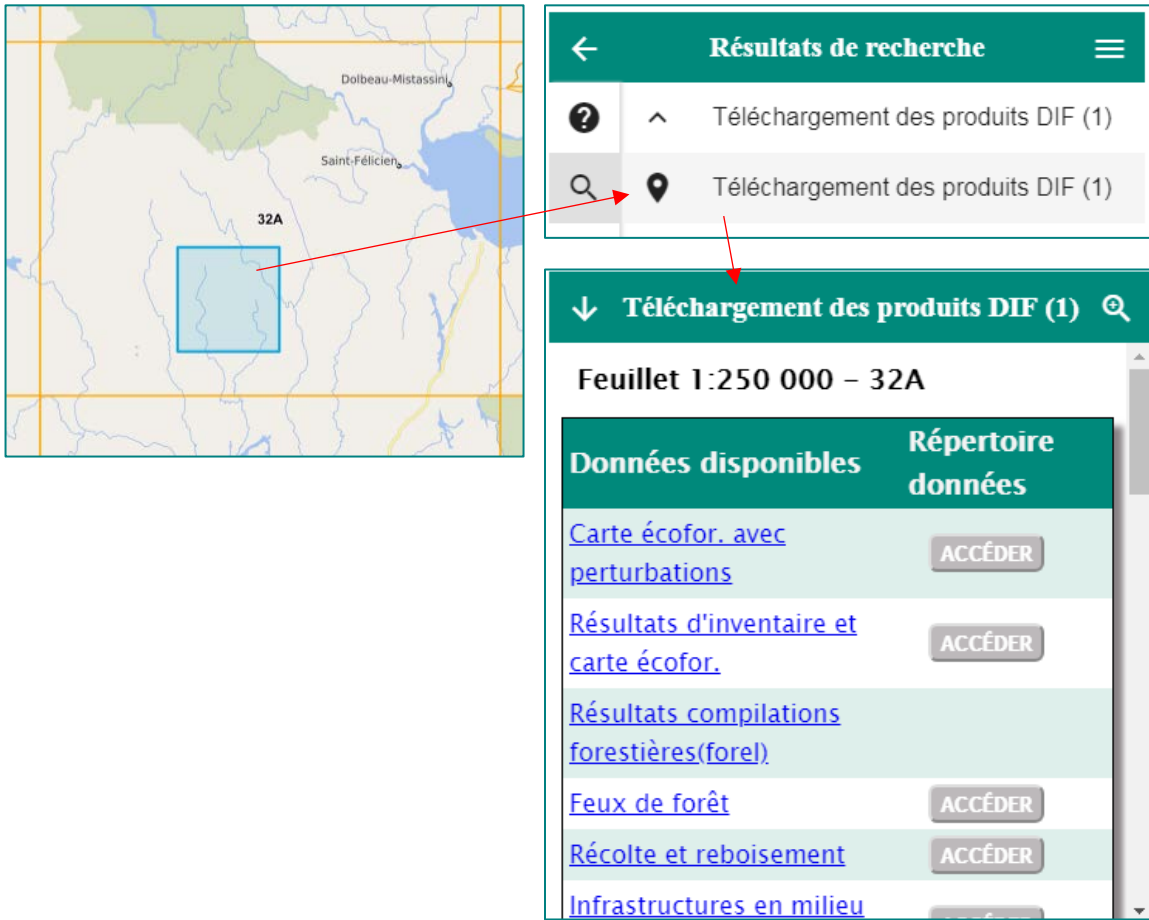 Dolbeau-Mistassini
Saint-Félicien
32A
Résultats de recherche
Téléchargement des produits DIF (1)
Téléchargement des produits DIF (1)
Téléchargement des produits DIF (1)
Feuillet 1:250 000 – 32A
Données disponibles
Répertoire
données
Carte écofor. avec
perturbations
ACCÉDER
Résultats d'inventaire et
carte écofor.
ACCÉDER
Résultats compilations
forestières(forel)
Feux de forêt
ACCÉDER
Récolte et reboisement
ACCÉDER
Infrastructures en milieu